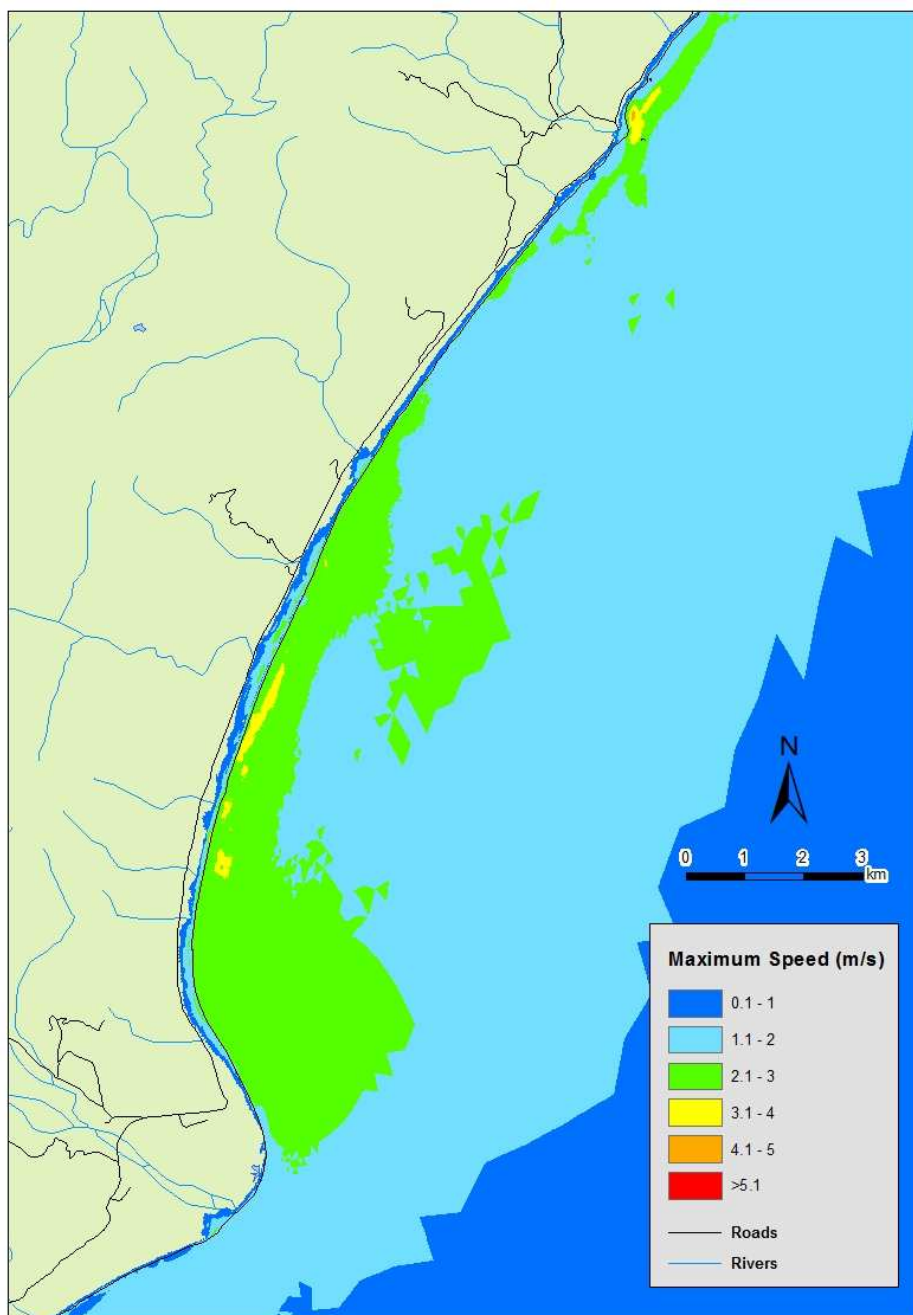 N
0 1 2 3
km
Maximum Speed (m/s)
0.1 - 1
1.1 - 2
2.1 - 3
3.1 - 4
4.1 - 5
>5.1
Roads
Rivers